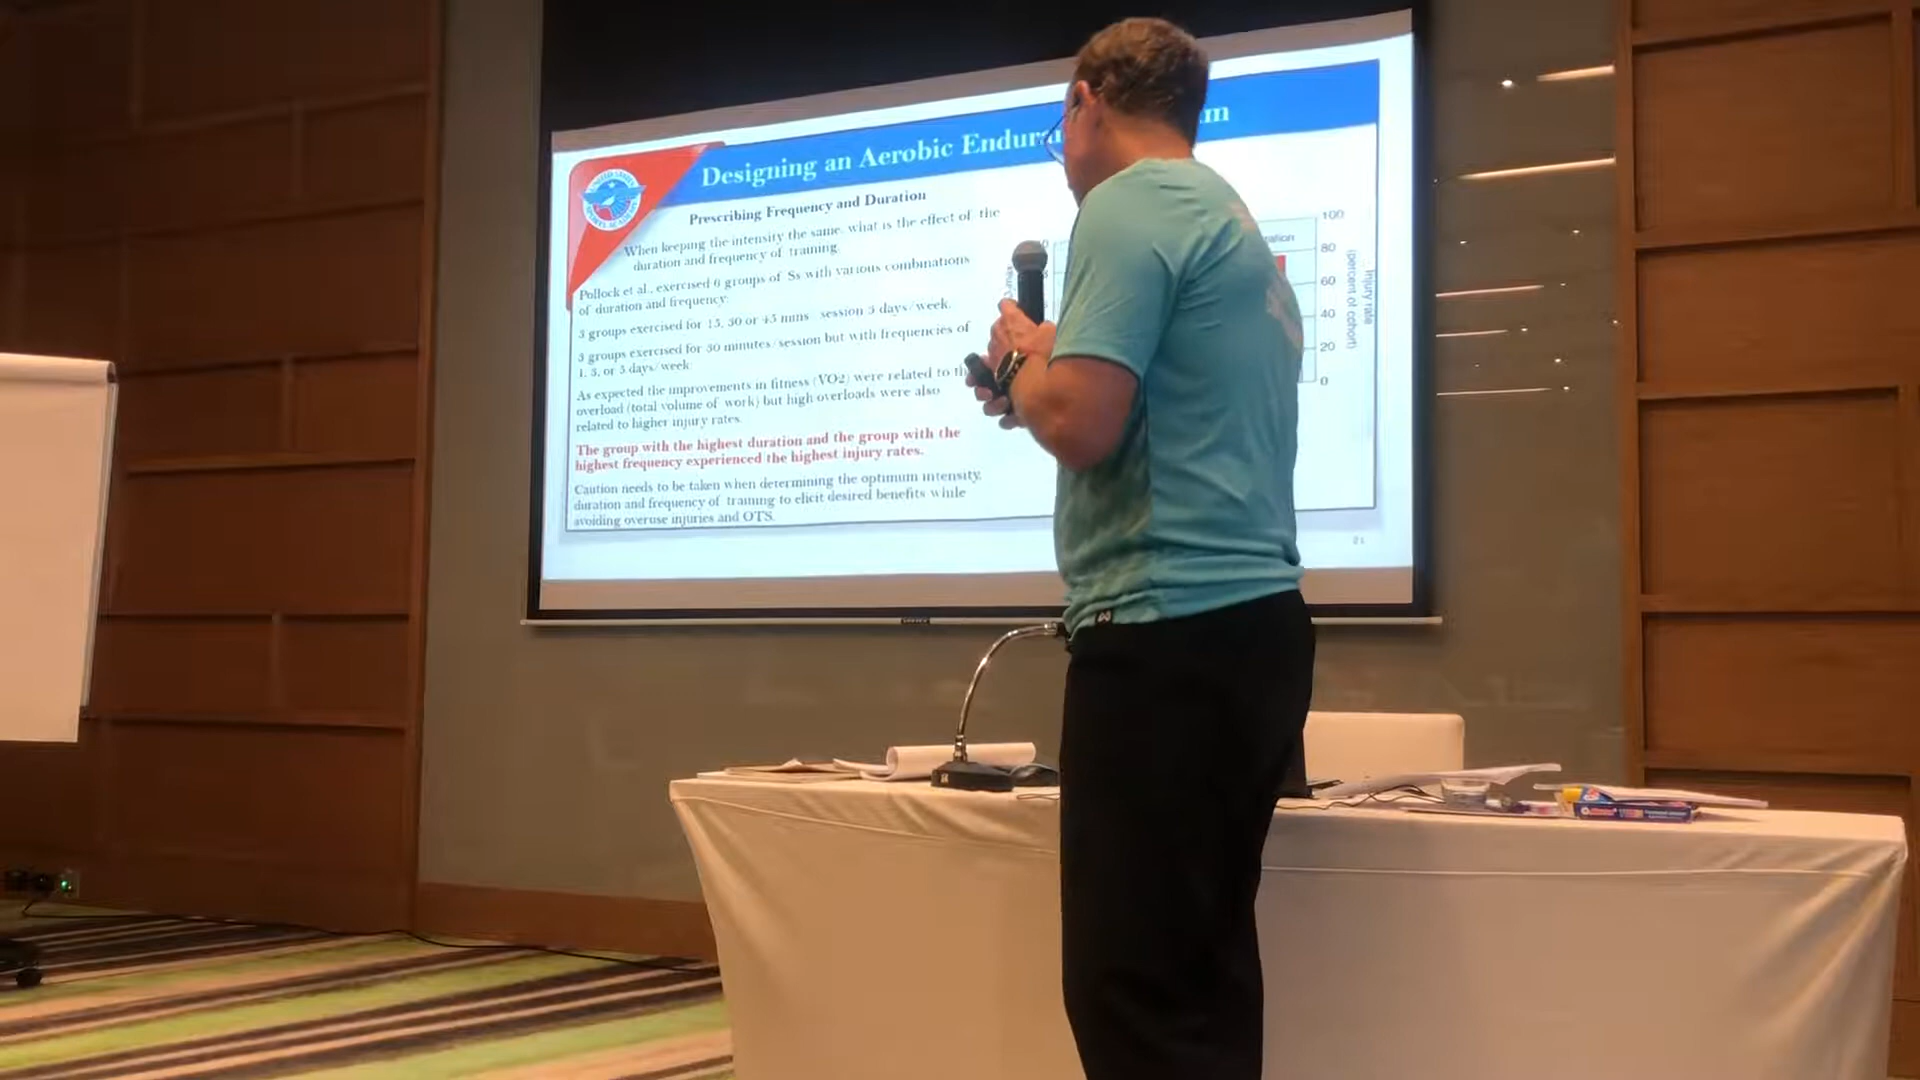 Designing an Aerobic Endura m
UNITED STATES
SPORTS ACADEMY
Prescribing Frequency and Duration
When keeping the intensity the same, what is the effect of the
duration and frequency of training.
Pollock et al., exercised 6 groups of Ss with various combinations
of duration and frequency.
3 groups exercised for 15, 30 or 45 mins / session 3 days/week.
3 groups exercised for 30 minutes/session but with frequencies of
1, 3, or 5 days/week
As expected the improvements in fitness (VO2) were related to th
overload (total volume of work) but high overloads were also
related to higher injury rates.
The group with the highest duration and the group with the
highest frequency experienced the highest injury rates.
Caution needs to be taken when determining the optimum intensity,
duration and frequency of training to elicit desired benefits while
avoiding overuse injuries and OTS.
100
80
60
40
20
0
Injury rate
(percent of cohort)
21